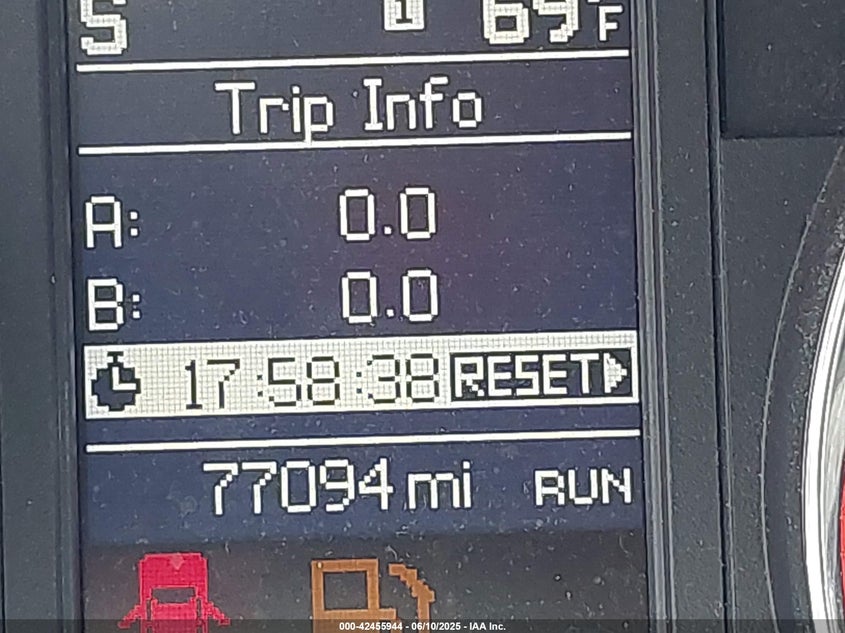 S 1 69°F
Trip Info
A: 0.0
B: 0.0
17:58:38 RESET
77094 mi RUN
000-42455944 - 06/10/2025 - IAA Inc.